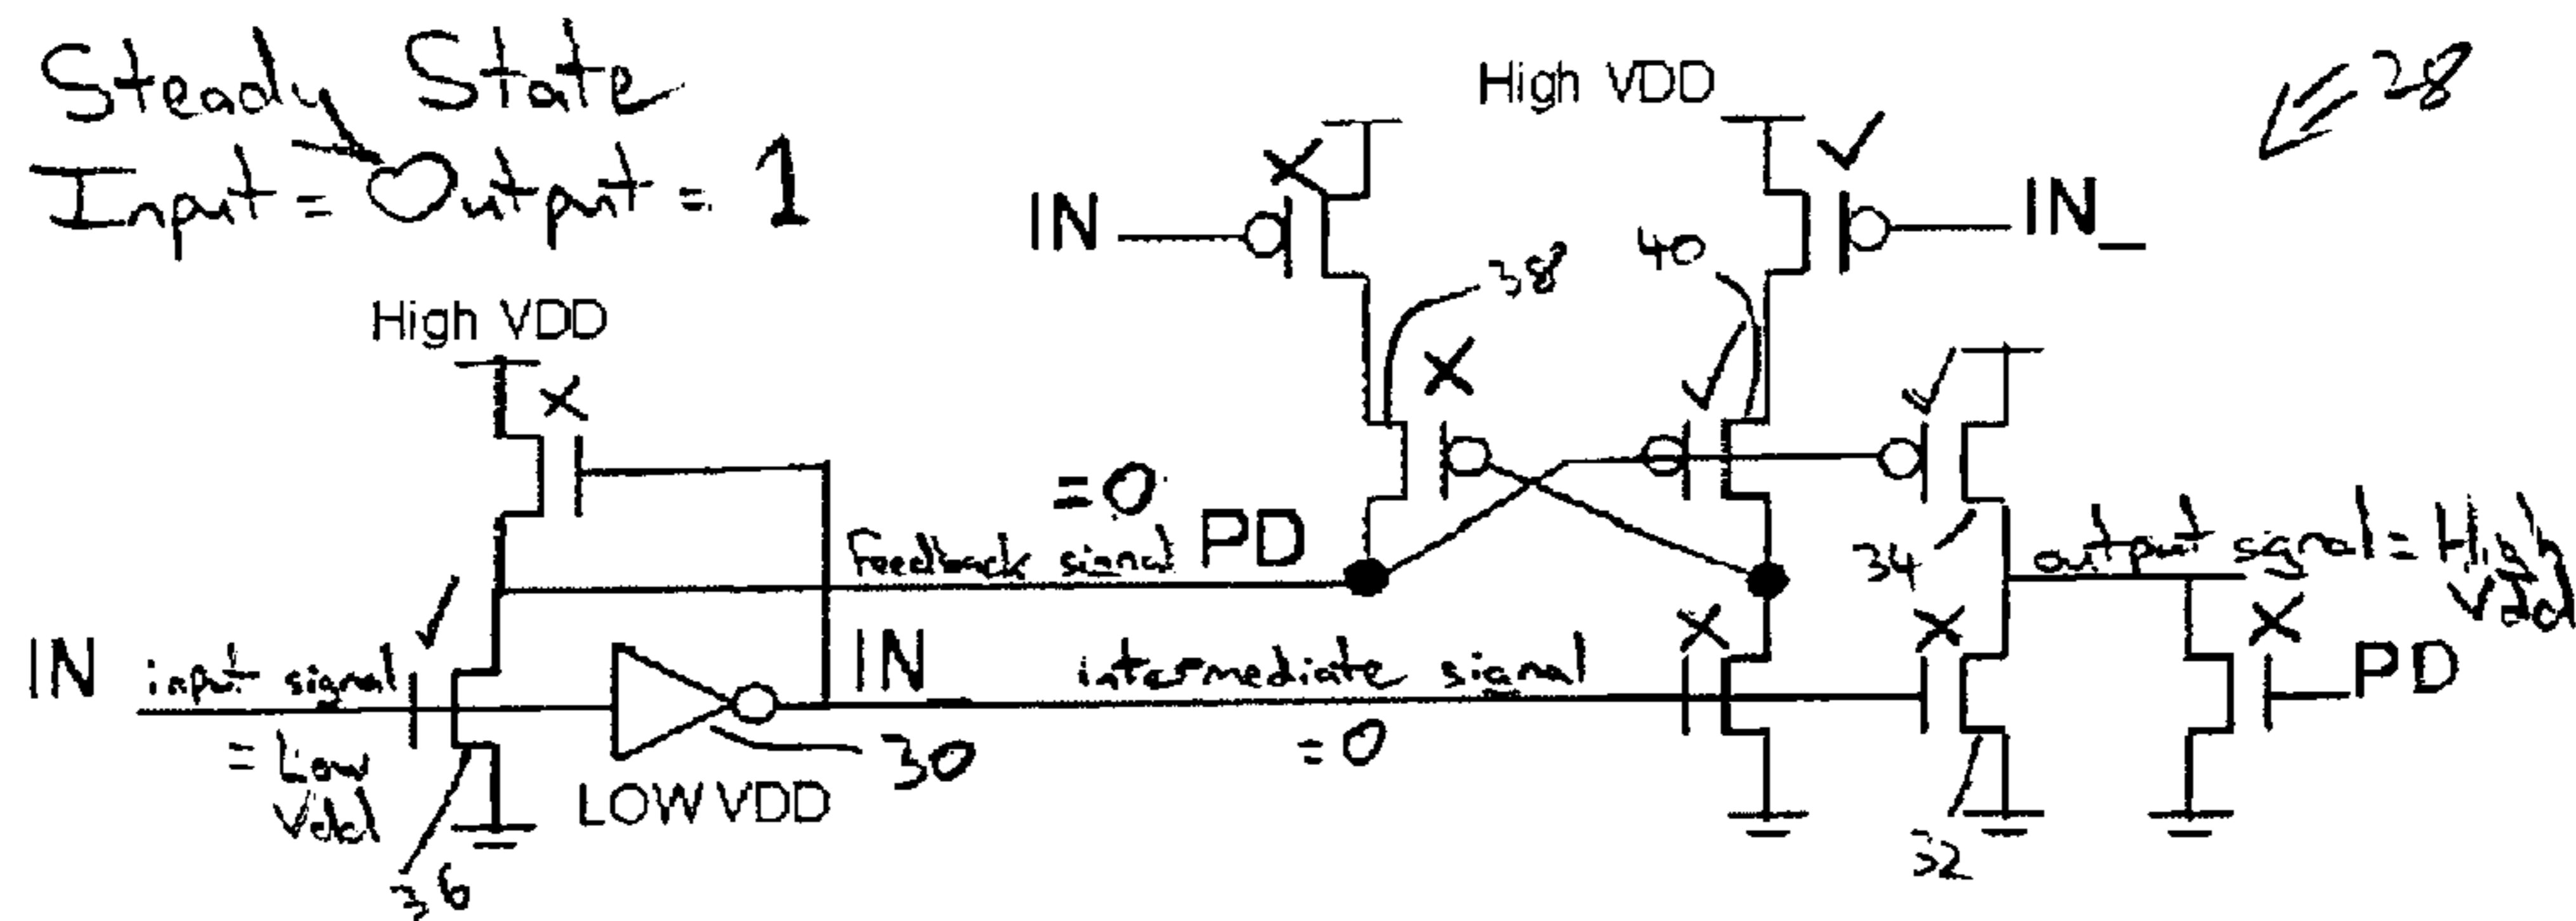 Steady State
Input = Output = 1
High VDD
28
IN
IN_
40
38
High VDD
= 0
feedback signal PD
34
output signal = High Vdd
IN input signal
= Low Vdd
IN_ intermediate signal
= 0
PD
30
LOW VDD
36
32